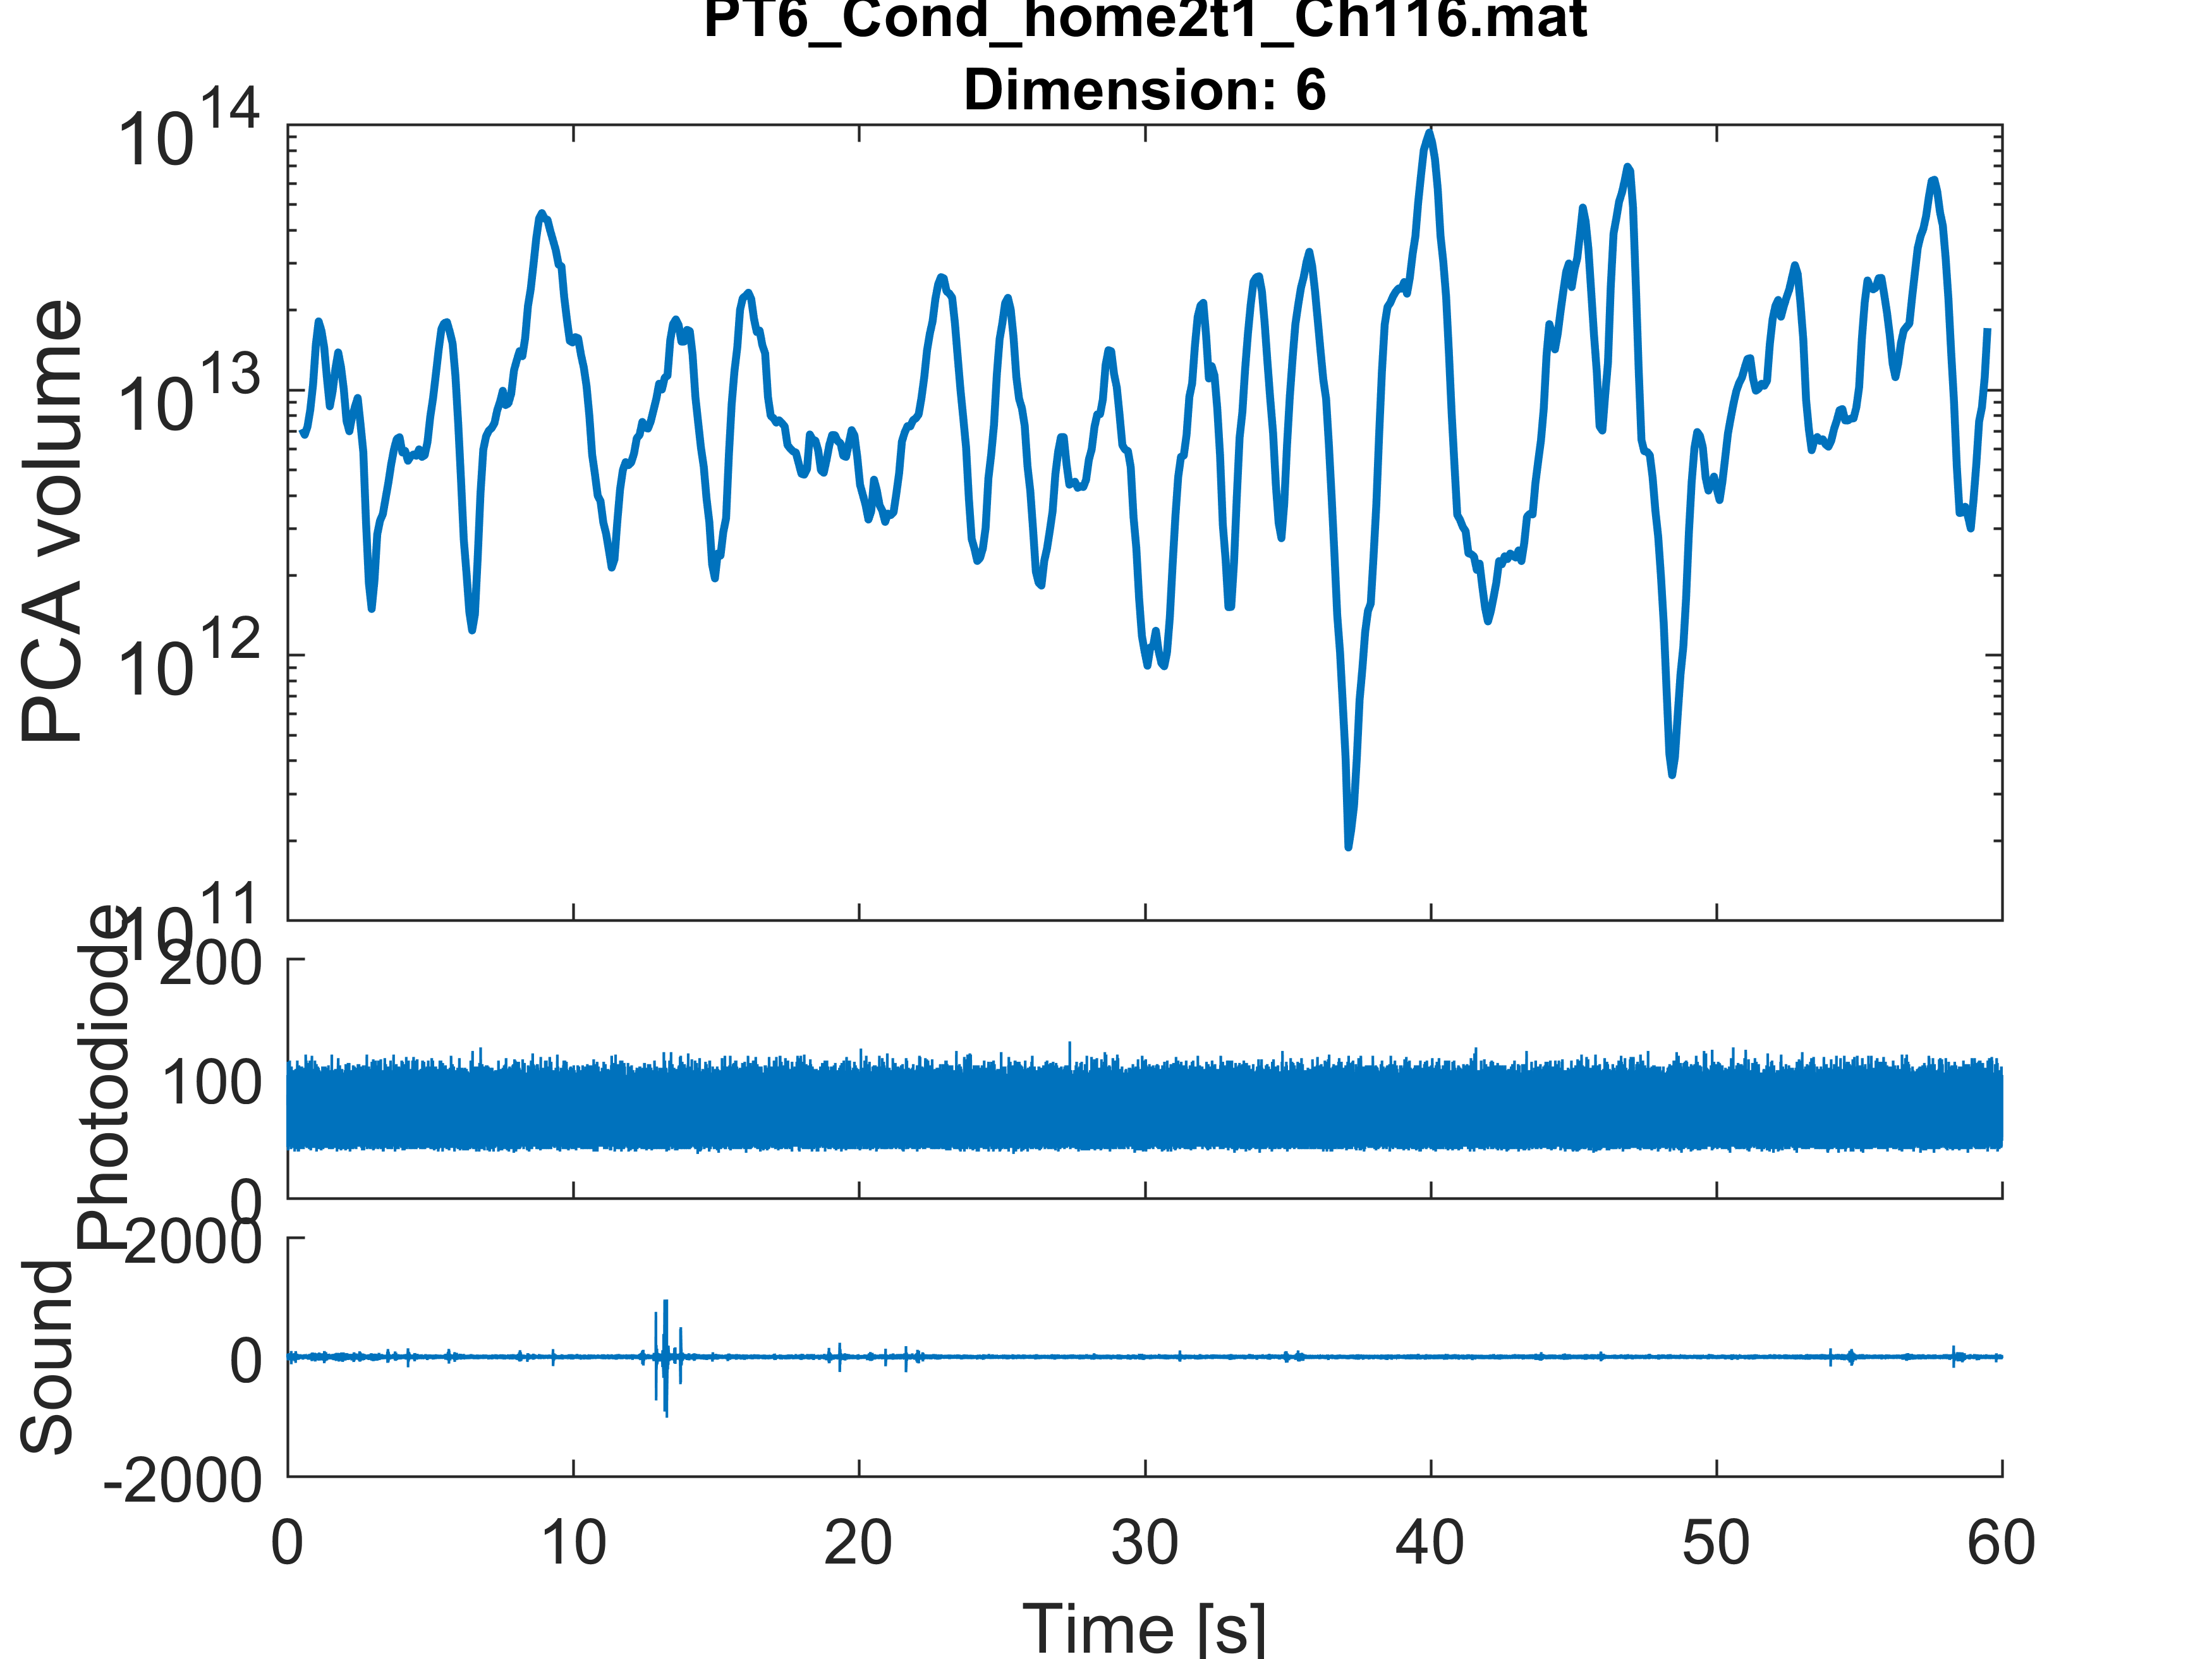 PT6_Cond_home2t1_Ch116.mat
Dimension: 6
PCA volume
10^14
10^13
10^12
10^11
Photodiode
200
100
0
Sound
2000
0
-2000
0 10 20 30 40 50 60
Time [s]